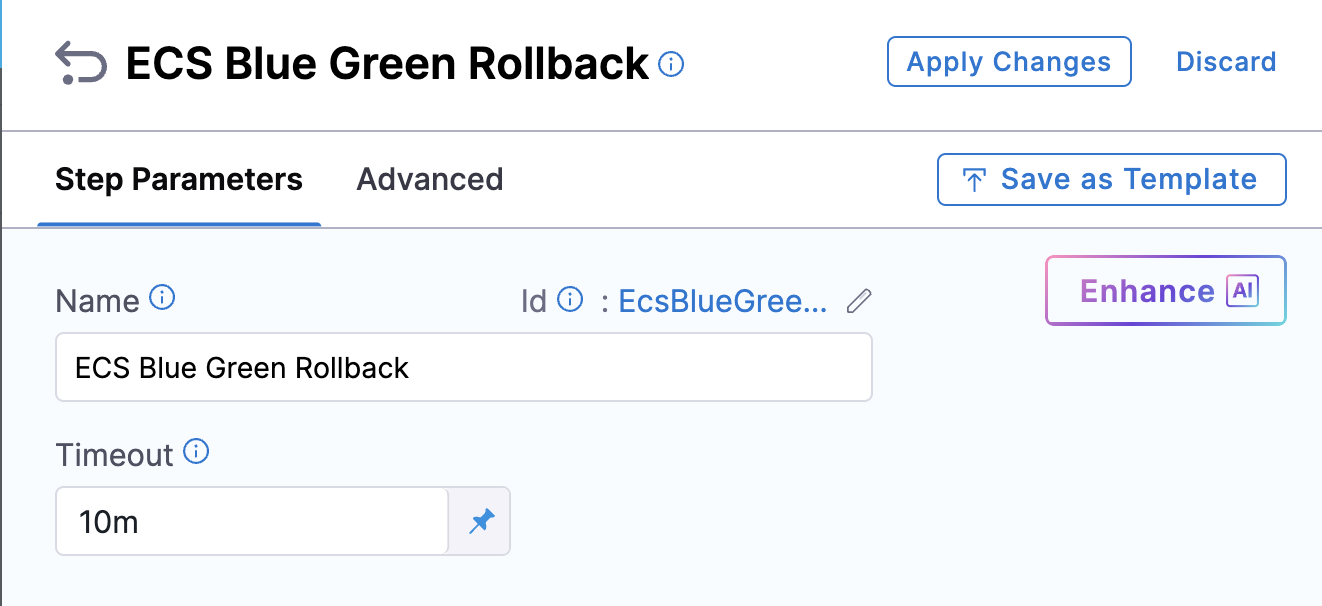 ECS Blue Green Rollback Apply Changes Discard
Step Parameters Advanced Save as Template
Name Id : EcsBlueGree... Enhance AI
ECS Blue Green Rollback
Timeout
10m